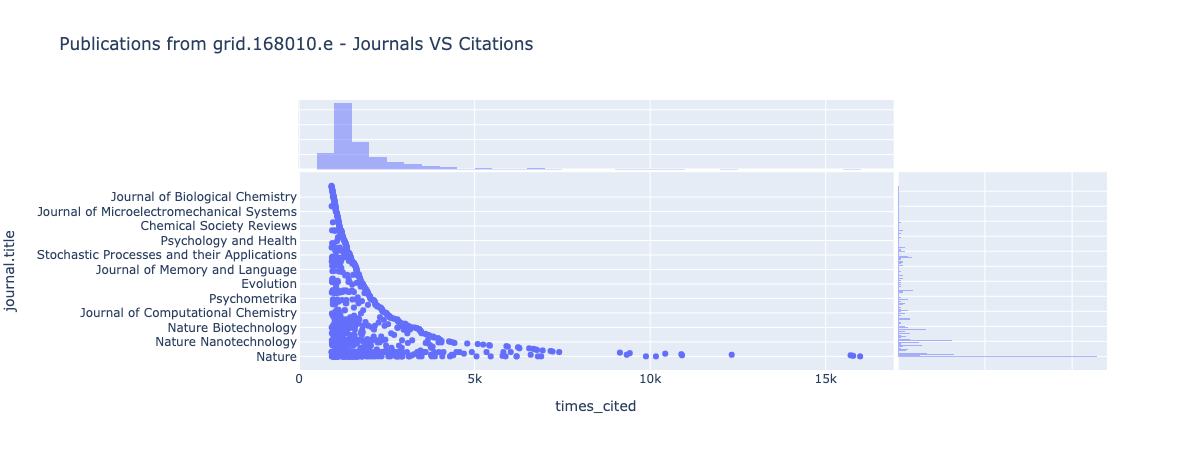 Publications from grid.168010.e - Journals VS Citations
journal.title
Journal of Biological Chemistry
Journal of Microelectromechanical Systems
Chemical Society Reviews
Psychology and Health
Stochastic Processes and their Applications
Journal of Memory and Language
Evolution
Psychometrika
Journal of Computational Chemistry
Nature Biotechnology
Nature Nanotechnology
Nature
0 5k 10k 15k
times_cited